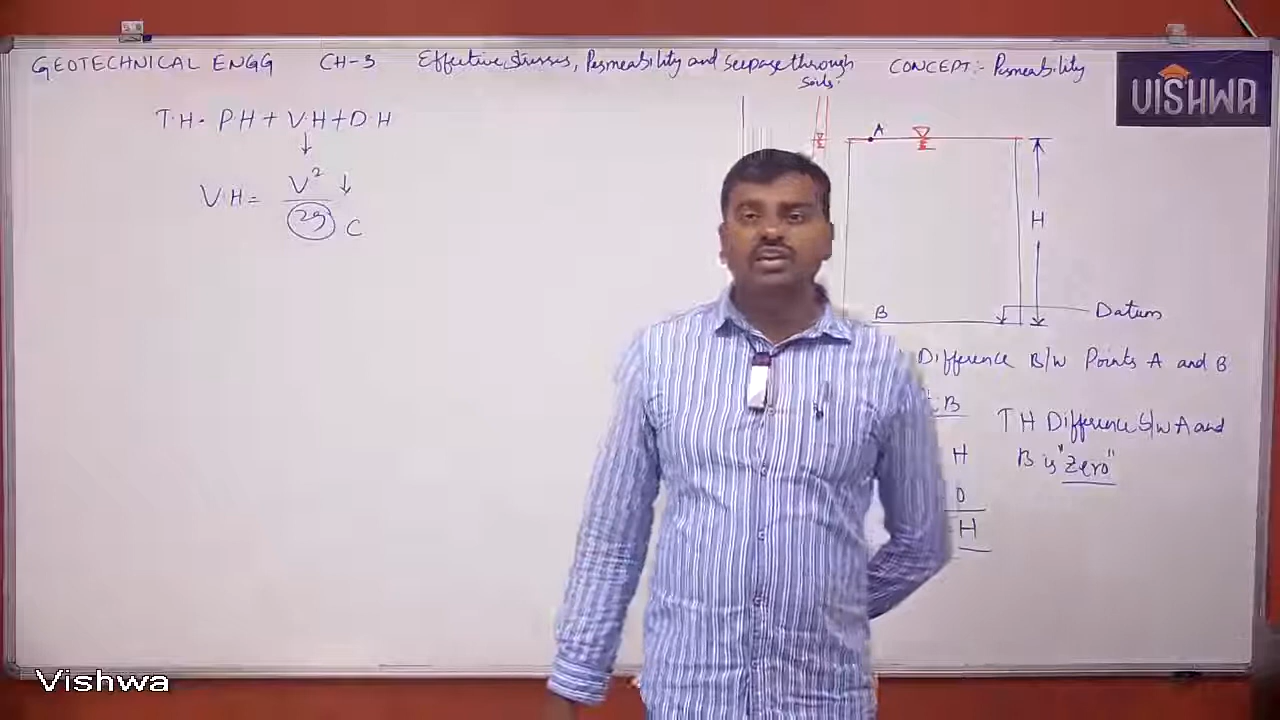 GEOTECHNICAL ENGG CH-3 Effective stresses, Permeability and Seepage through soils. CONCEPT:- Permeability
VISHWA
T.H = P.H + V.H + D.H
V.H = V² / 2g
C
A
H
B
Datum
Difference B/W Points A and B
B
H
0
H
TH Difference b/w A and
B is "Zero"
Vishwa